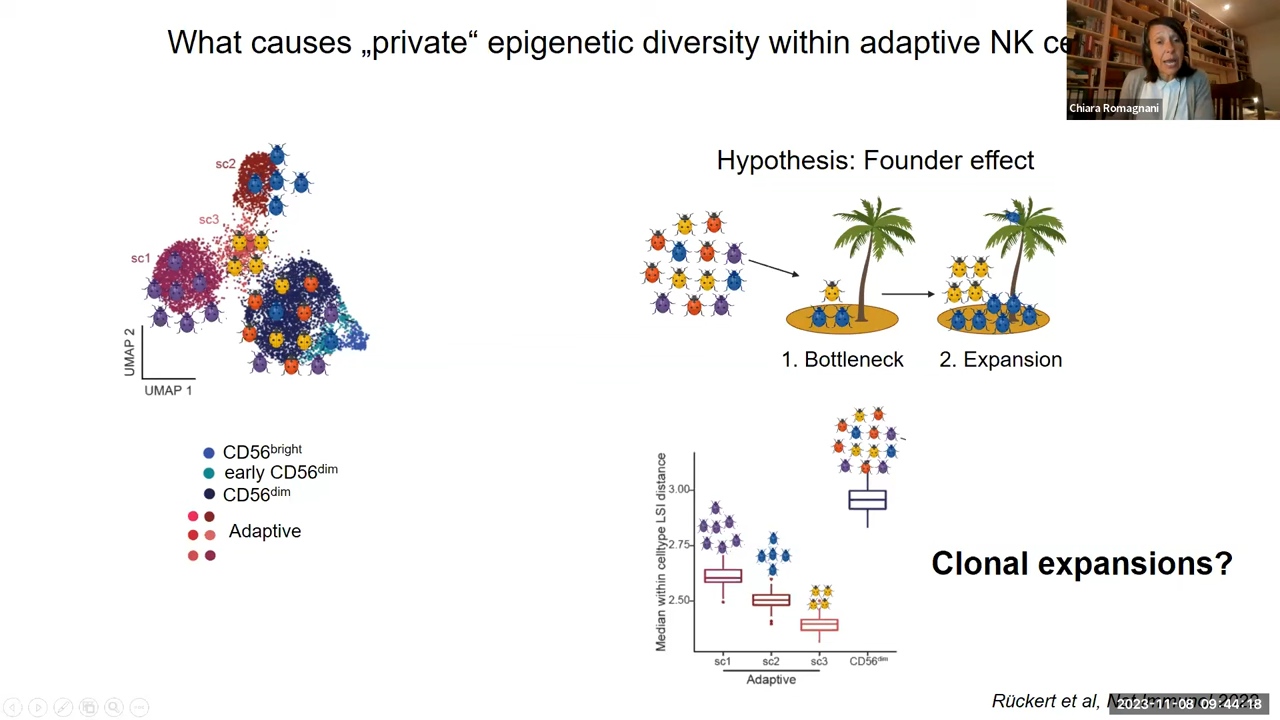 What causes „private“ epigenetic diversity within adaptive NK ce
Chiara Romagnani
Hypothesis: Founder effect
sc2
sc3
sc1
UMAP 2
UMAP 1
1. Bottleneck
2. Expansion
CD56bright
early CD56dim
CD56dim
Adaptive
Median within celltype LSI distance
3.00
2.75
2.50
sc1
sc2
sc3
CD56dim
Adaptive
Clonal expansions?
Rückert et al,
2023-11-08 09:44:18